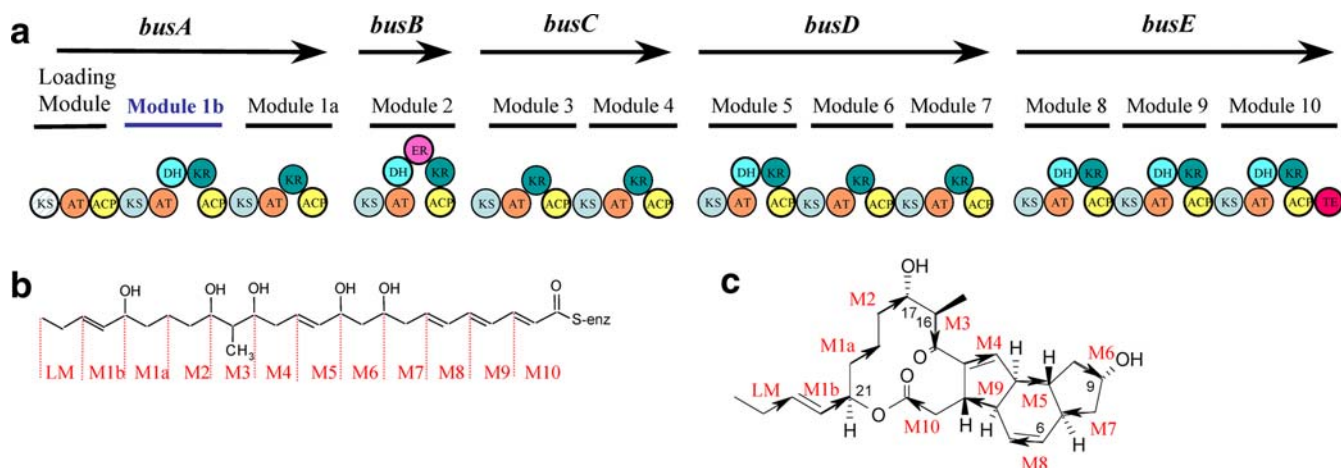 a busA busB busC busD busE
Loading Module
Module 1b Module 1a Module 2 Module 3 Module 4 Module 5 Module 6 Module 7 Module 8 Module 9 Module 10
ER
DH KR KR DH KR KR KR DH KR KR KR DH KR DH KR DH KR
KS AT ACP KS AT ACP KS AT ACP KS AT ACP KS AT ACP KS AT ACP KS AT ACP KS AT ACP KS AT ACP KS AT ACP KS AT ACP KS AT ACP TE
b
OH OH OH OH OH O
S-enz
CH3
LM M1b M1a M2 M3 M4 M5 M6 M7 M8 M9 M10
c
OH
M2 17
16 M3
O M4 H H M6 OH
M1a
LM M1b 21 O M9 M5 9
O
H M10 H 6 H M7
M8